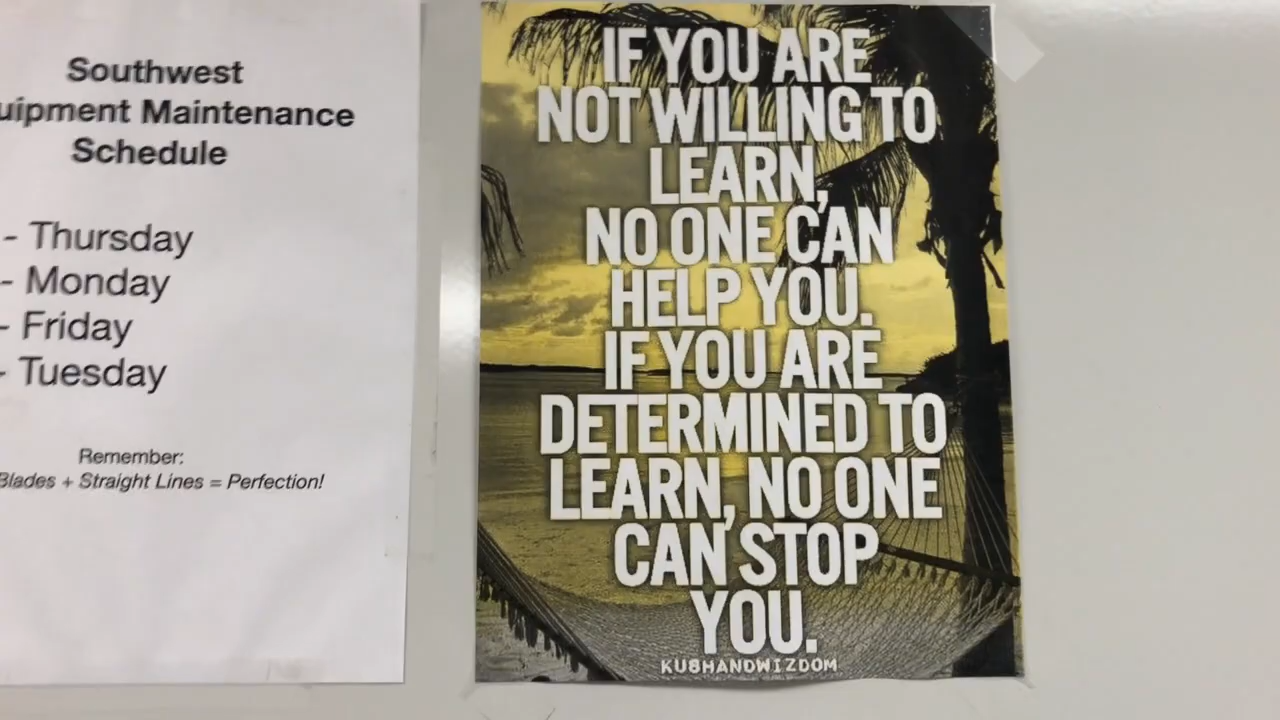 Southwest
uipment Maintenance
Schedule
- Thursday
- Monday
- Friday
- Tuesday
Remember:
Blades + Straight Lines = Perfection!
IF YOU ARE
NOT WILLING TO
LEARN,
NO ONE CAN
HELP YOU.
IF YOU ARE
DETERMINED TO
LEARN, NO ONE
CAN STOP
YOU.
KUSHANDWIZDOM